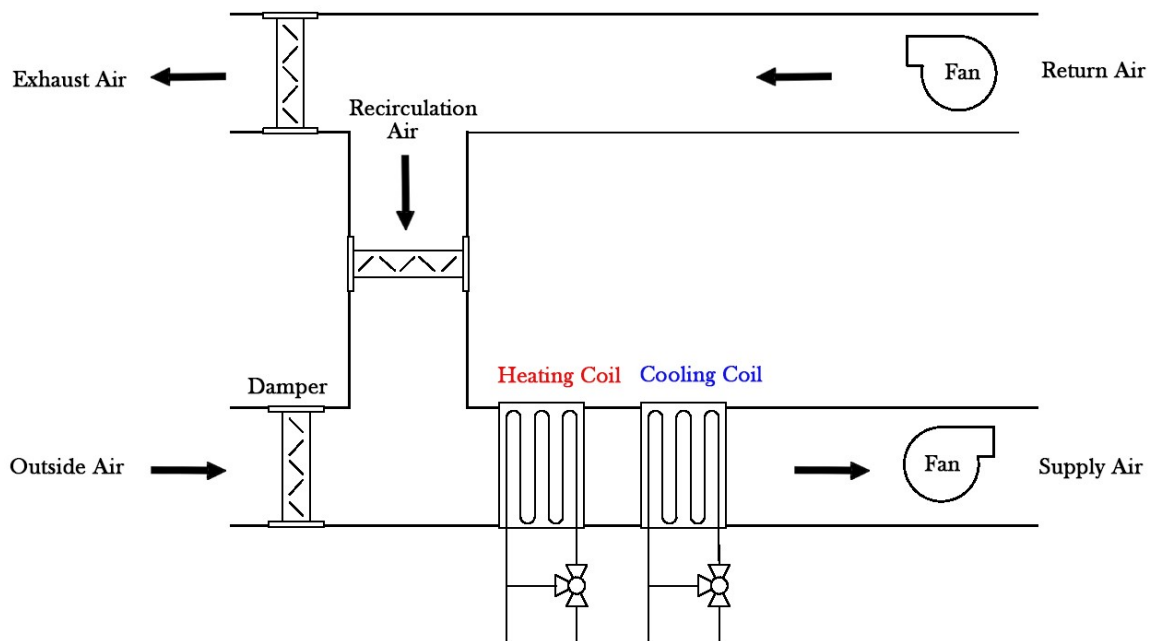 Exhaust Air
Fan
Return Air
Recirculation
Air
Heating Coil
Cooling Coil
Damper
Outside Air
Fan
Supply Air